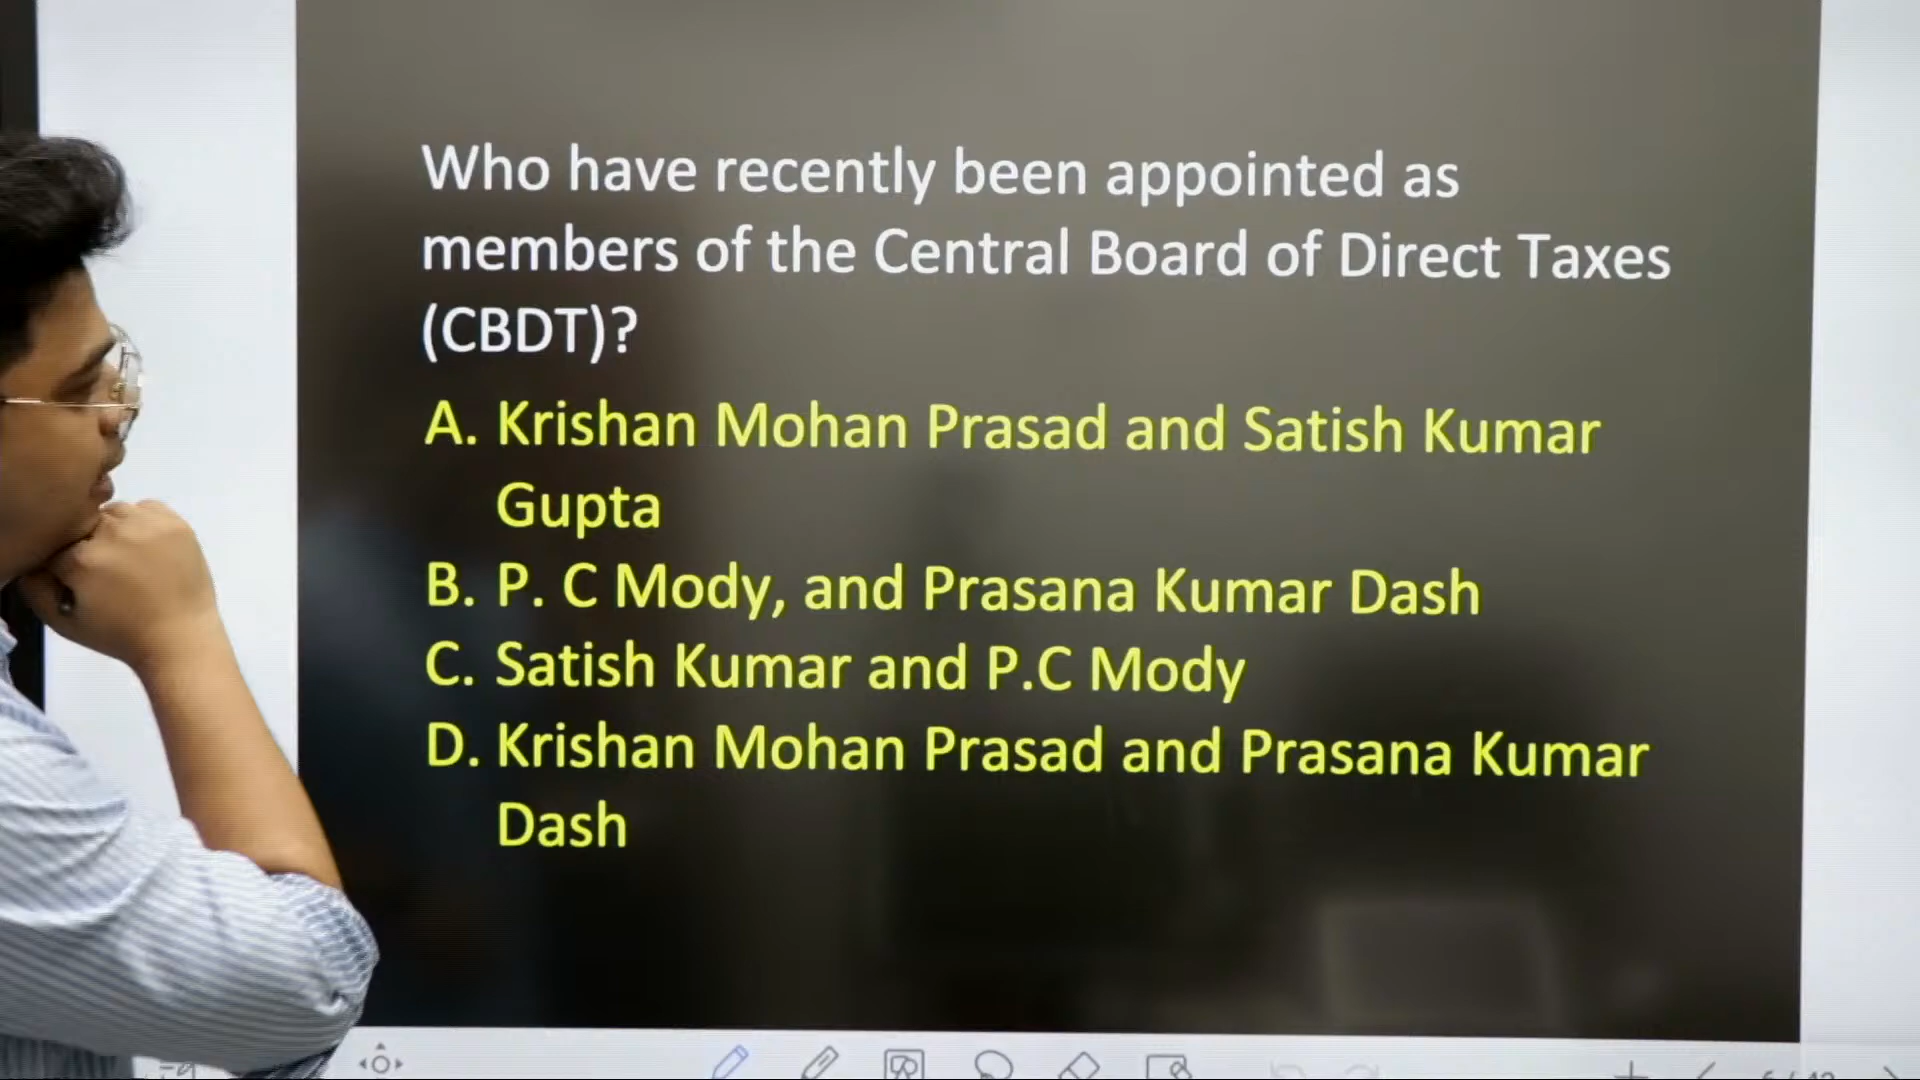 Who have recently been appointed as
members of the Central Board of Direct Taxes
(CBDT)?
A. Krishan Mohan Prasad and Satish Kumar
Gupta
B. P. C Mody, and Prasana Kumar Dash
C. Satish Kumar and P.C Mody
D. Krishan Mohan Prasad and Prasana Kumar
Dash